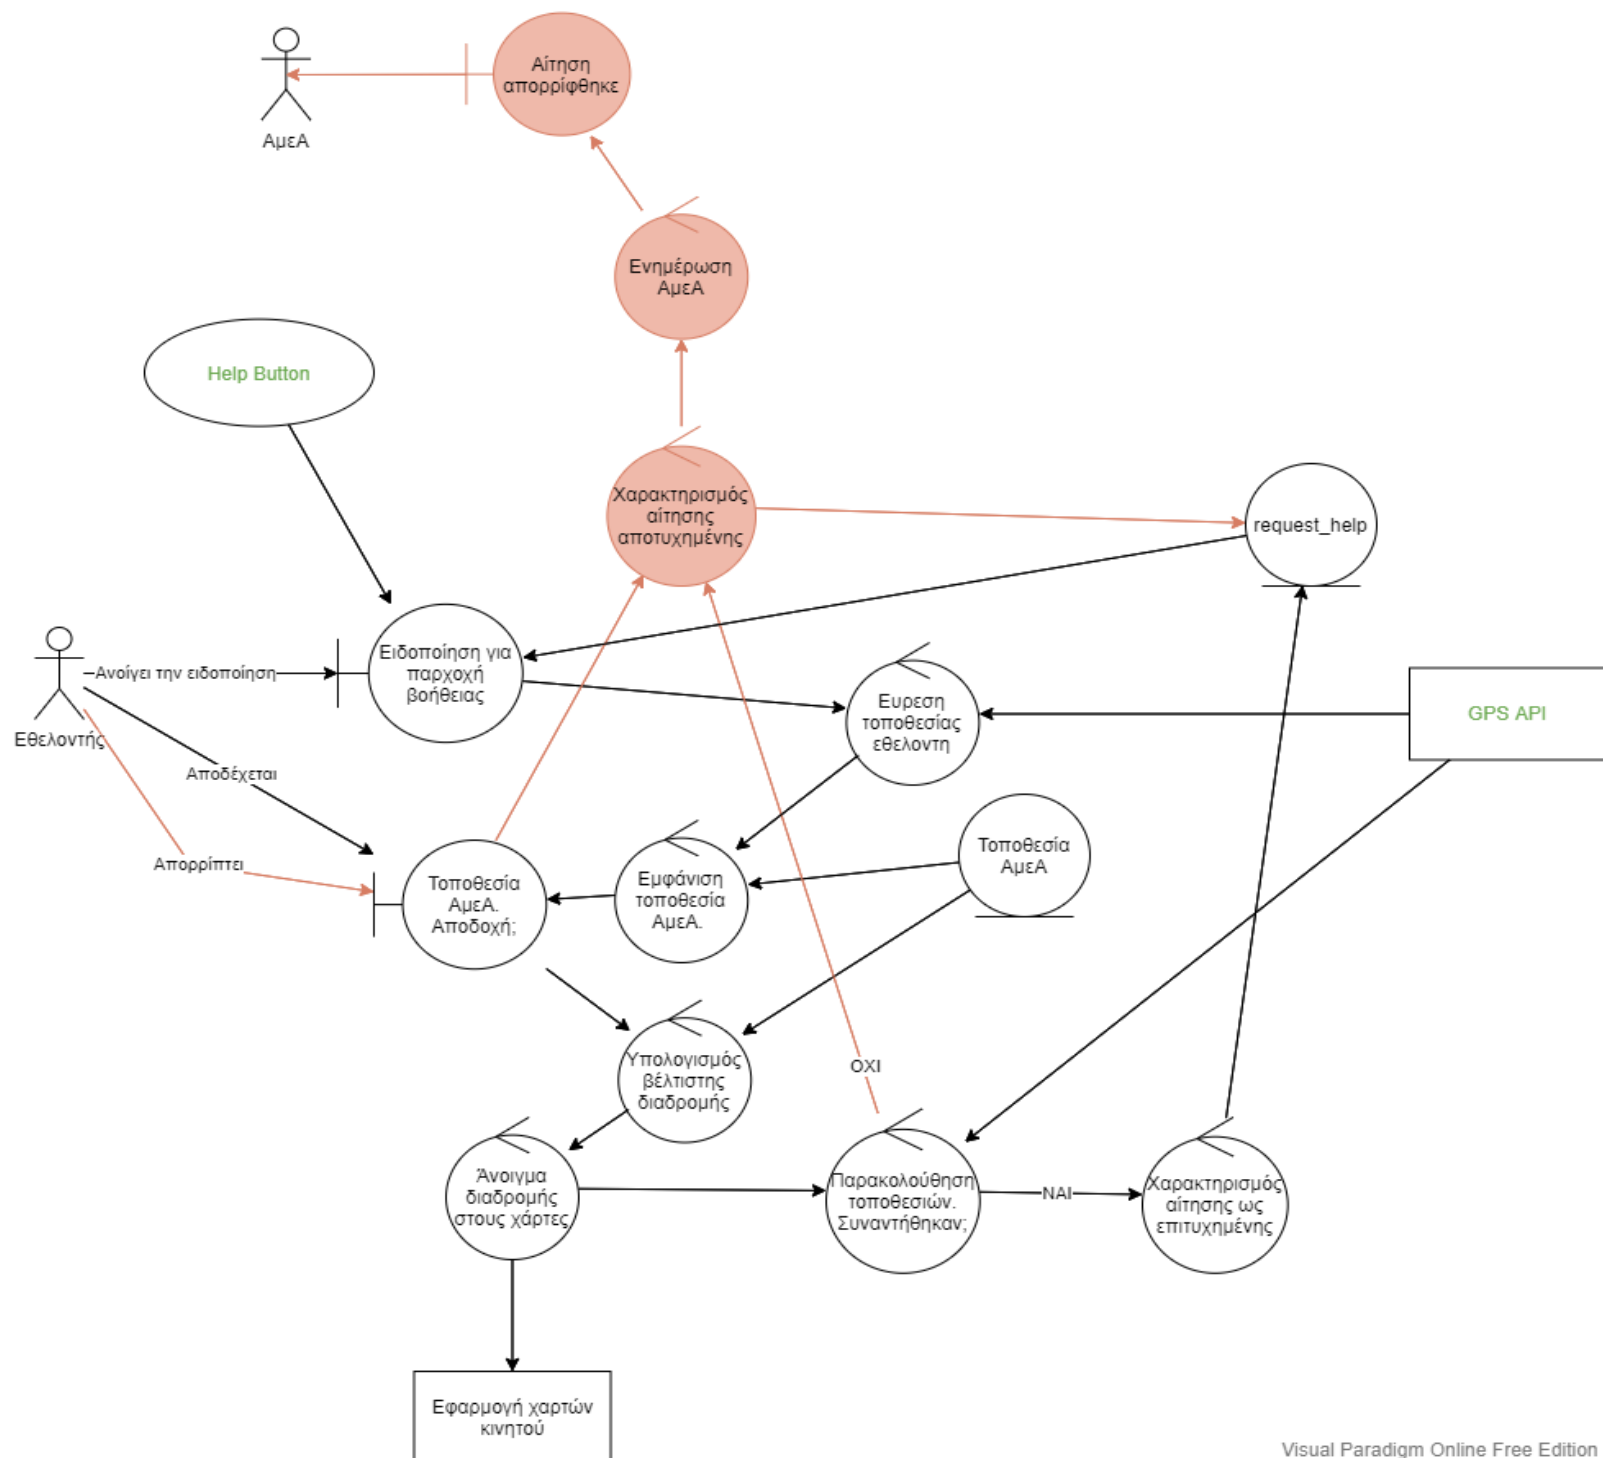 Αίτηση
απορρίφθηκε
ΑμεΑ
Ενημέρωση
ΑμεΑ
Help Button
Χαρακτηρισμός
αίτησης
αποτυχημένης
request_help
Ειδοποίηση για
παρχοχή
βοήθειας
Ανοίγει την ειδοποίηση
Εθελοντής
Ευρεση
τοποθεσίας
εθελοντη
GPS API
Αποδέχεται
Απορρίπτει
Τοποθεσία
ΑμεΑ.
Αποδοχή;
Εμφάνιση
τοποθεσία
ΑμεΑ.
Τοποθεσία
ΑμεΑ
Υπολογισμός
βέλτιστης
διαδρομής
ΟΧΙ
Άνοιγμα
διαδρομής
στους χάρτες
Παρακολούθηση
τοποθεσιών.
Συναντήθηκαν;
ΝΑΙ
Χαρακτηρισμός
αίτησης ως
επιτυχημένης
Εφαρμογή χαρτών
κινητού
Visual Paradigm Online Free Edition